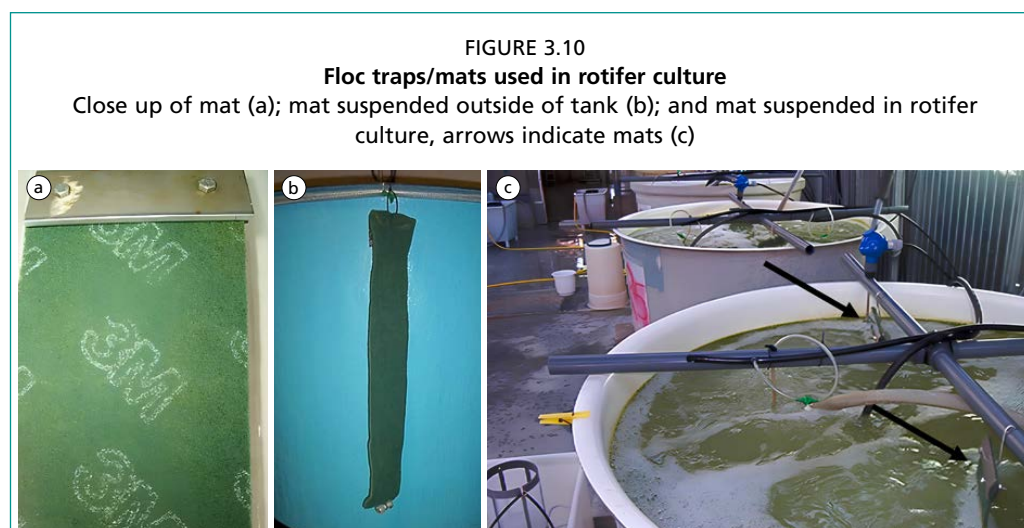 FIGURE 3.10
Floc traps/mats used in rotifer culture
Close up of mat (a); mat suspended outside of tank (b); and mat suspended in rotifer
culture, arrows indicate mats (c)
a
b
c
3M
3M
3M